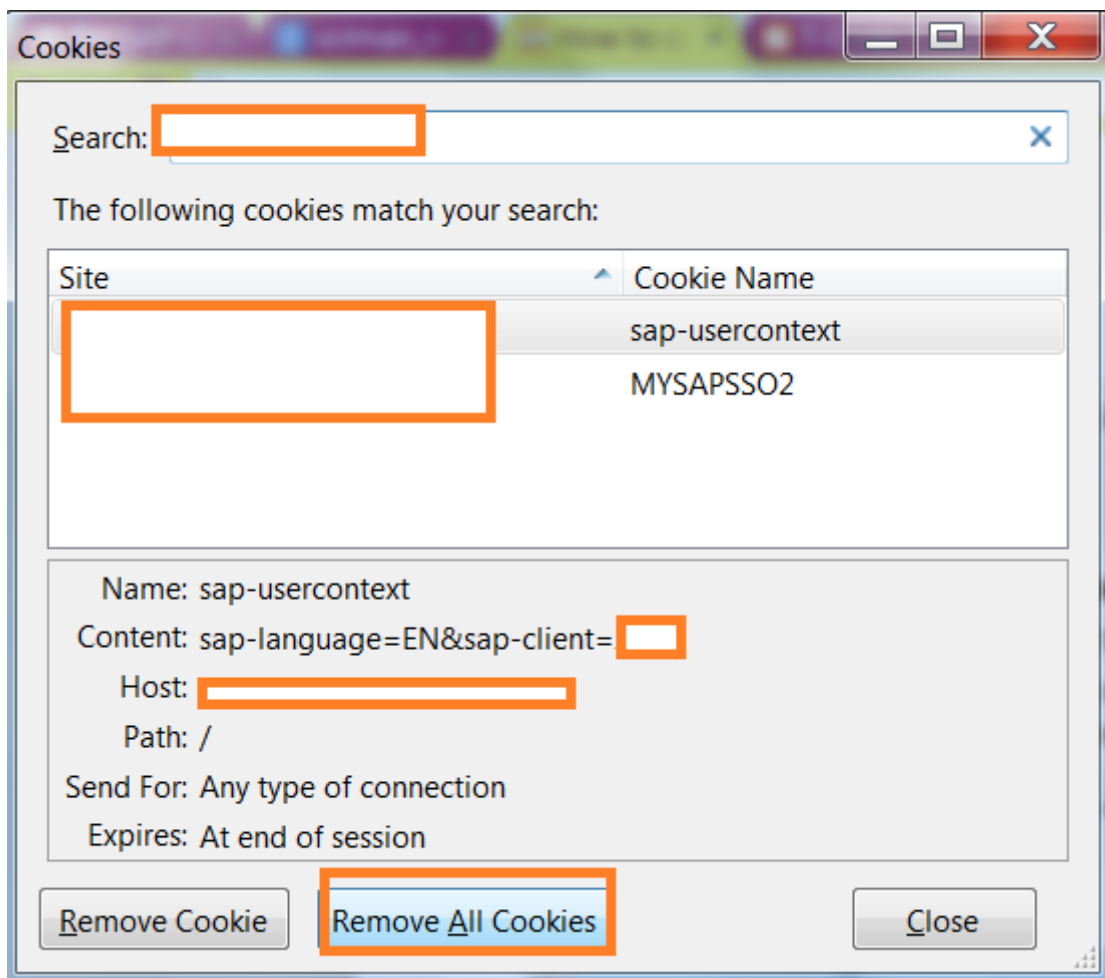 Cookies
Search:
The following cookies match your search:
Site Cookie Name
sap-usercontext
MYSAPSSO2
Name: sap-usercontext
Content: sap-language=EN&sap-client=
Host:
Path: /
Send For: Any type of connection
Expires: At end of session
Remove Cookie Remove All Cookies Close